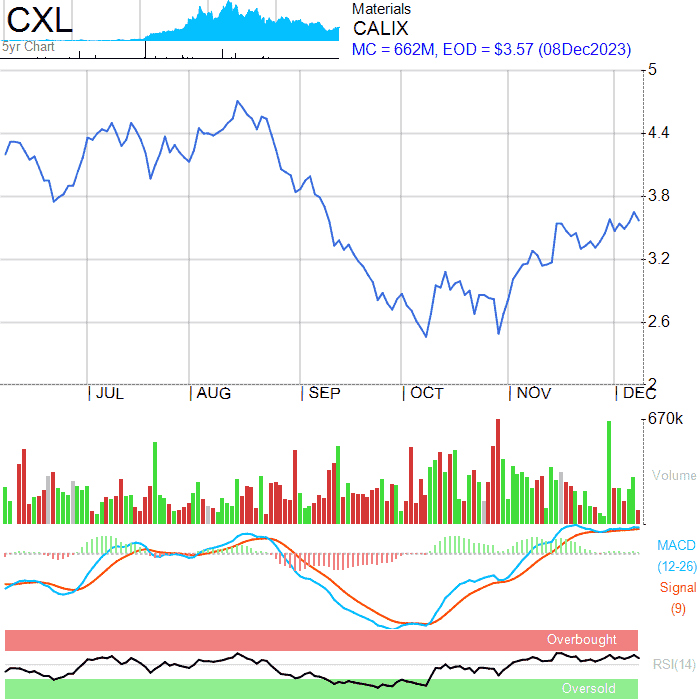 CXL
5yr Chart
Materials
CALIX
MC = 662M, EOD = $3.57 (08Dec2023)
5
4.4
3.8
3.2
2.6
2
JUL AUG SEP OCT NOV DEC
670k
Volume
MACD
(12-26)
Signal
(9)
Overbought
RSI(14)
Oversold